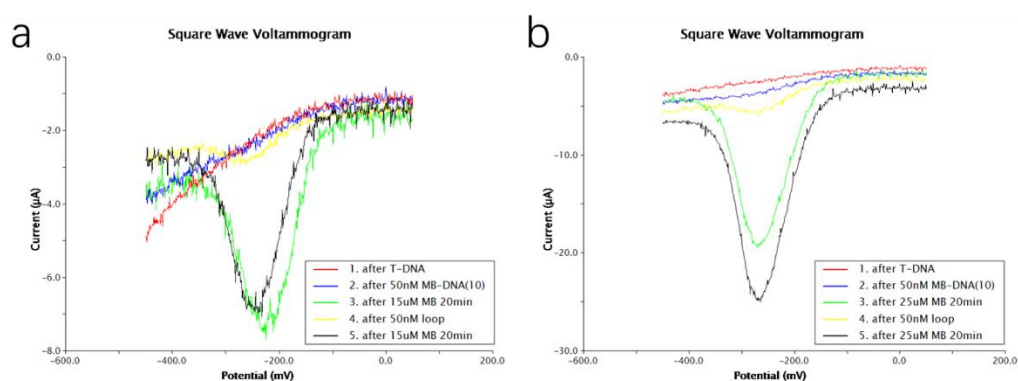 a
Square Wave Voltammogram
0.0
-2.0
-4.0
-6.0
-8.0
Current (μA)
-600.0 -400.0 -200.0 0.0 200.0
Potential (mV)
1. after T-DNA
2. after 50nM MB-DNA(10)
3. after 15uM MB 20min
4. after 50nM loop
5. after 15uM MB 20min
b
Square Wave Voltammogram
0.0
-10.0
-20.0
-30.0
Current (μA)
-600.0 -400.0 -200.0 0.0 200.0
Potential (mV)
1. after T-DNA
2. after 50nM MB-DNA(10)
3. after 25uM MB 20min
4. after 50nM loop
5. after 25uM MB 20min